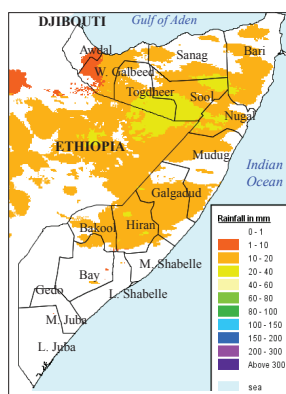 DJIBOUTI
Gulf of Aden
Awdal
Sanag
Bari
W. Galbeed
Togdheer
Sool
Nugal
ETHIOPIA
Mudug
Indian
Ocean
Galgadud
Bakool
Hiran
Bay
M. Shabelle
Gedo
L. Shabelle
M. Juba
L. Juba
Rainfall in mm
0 - 1
1 - 10
10 - 20
20 - 40
40 - 60
60 - 80
80 - 100
100 - 150
150 - 200
200 - 300
Above 300
sea